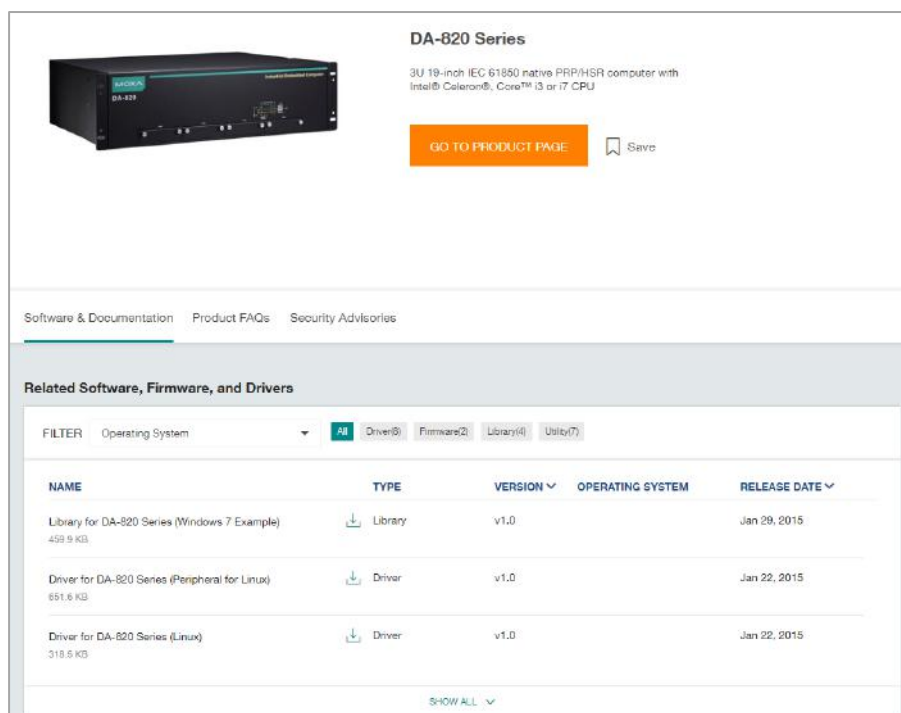 DA-820 Series
3U 19-inch IEC 61850 native PRP/HSR computer with
Intel® Celeron®, Core™ i3 or i7 CPU
MOXA
DA-820
Industrial Embedded Computer
GO TO PRODUCT PAGE
Save
Software & Documentation Product FAQs Security Advisories
Related Software, Firmware, and Drivers
FILTER Operating System All Driver(6) Firmware(2) Library(4) Utility(7)
NAME TYPE VERSION OPERATING SYSTEM RELEASE DATE
Library for DA-820 Series (Windows 7 Example) Library v1.0 Jan 29, 2015
459.9 KB
Driver for DA-820 Series (Peripheral for Linux) Driver v1.0 Jan 22, 2015
651.6 KB
Driver for DA-820 Series (Linux) Driver v1.0 Jan 22, 2015
318.5 KB
SHOW ALL